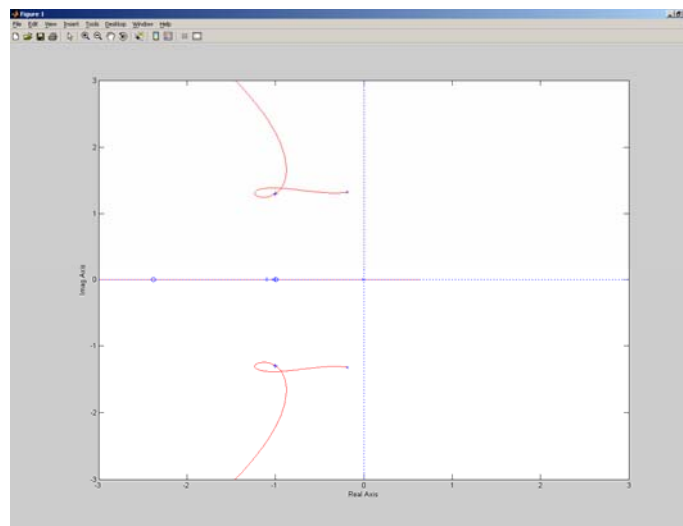 Figure 1
File Edit View Insert Tools Desktop Window Help
3
2
1
0
-1
-2
-3
-3 -2 -1 0 1 2 3
Imag Axis
Real Axis